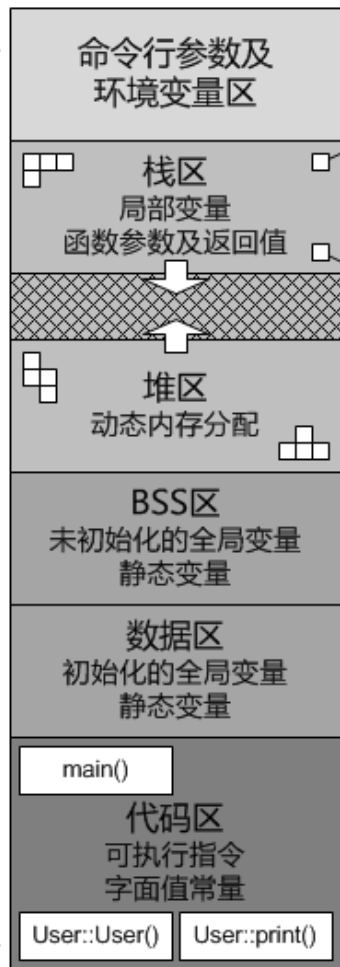 命令行参数及
环境变量区
栈区
局部变量
函数参数及返回值
堆区
动态内存分配
BSS区
未初始化的全局变量
静态变量
数据区
初始化的全局变量
静态变量
main()
代码区
可执行指令
字面值常量
User::User()
User::print()